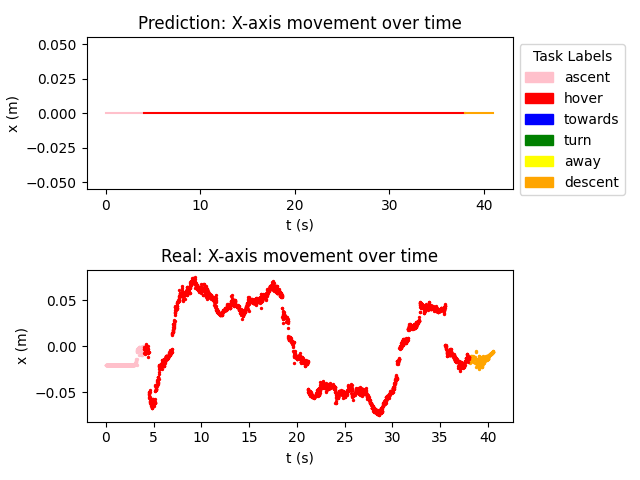 Prediction: X-axis movement over time
0.050
0.025
0.000
−0.025
−0.050
x (m)
0
10
20
30
40
t (s)
Task Labels
ascent
hover
towards
turn
away
descent
Real: X-axis movement over time
0.05
0.00
−0.05
x (m)
0
5
10
15
20
25
30
35
40
t (s)